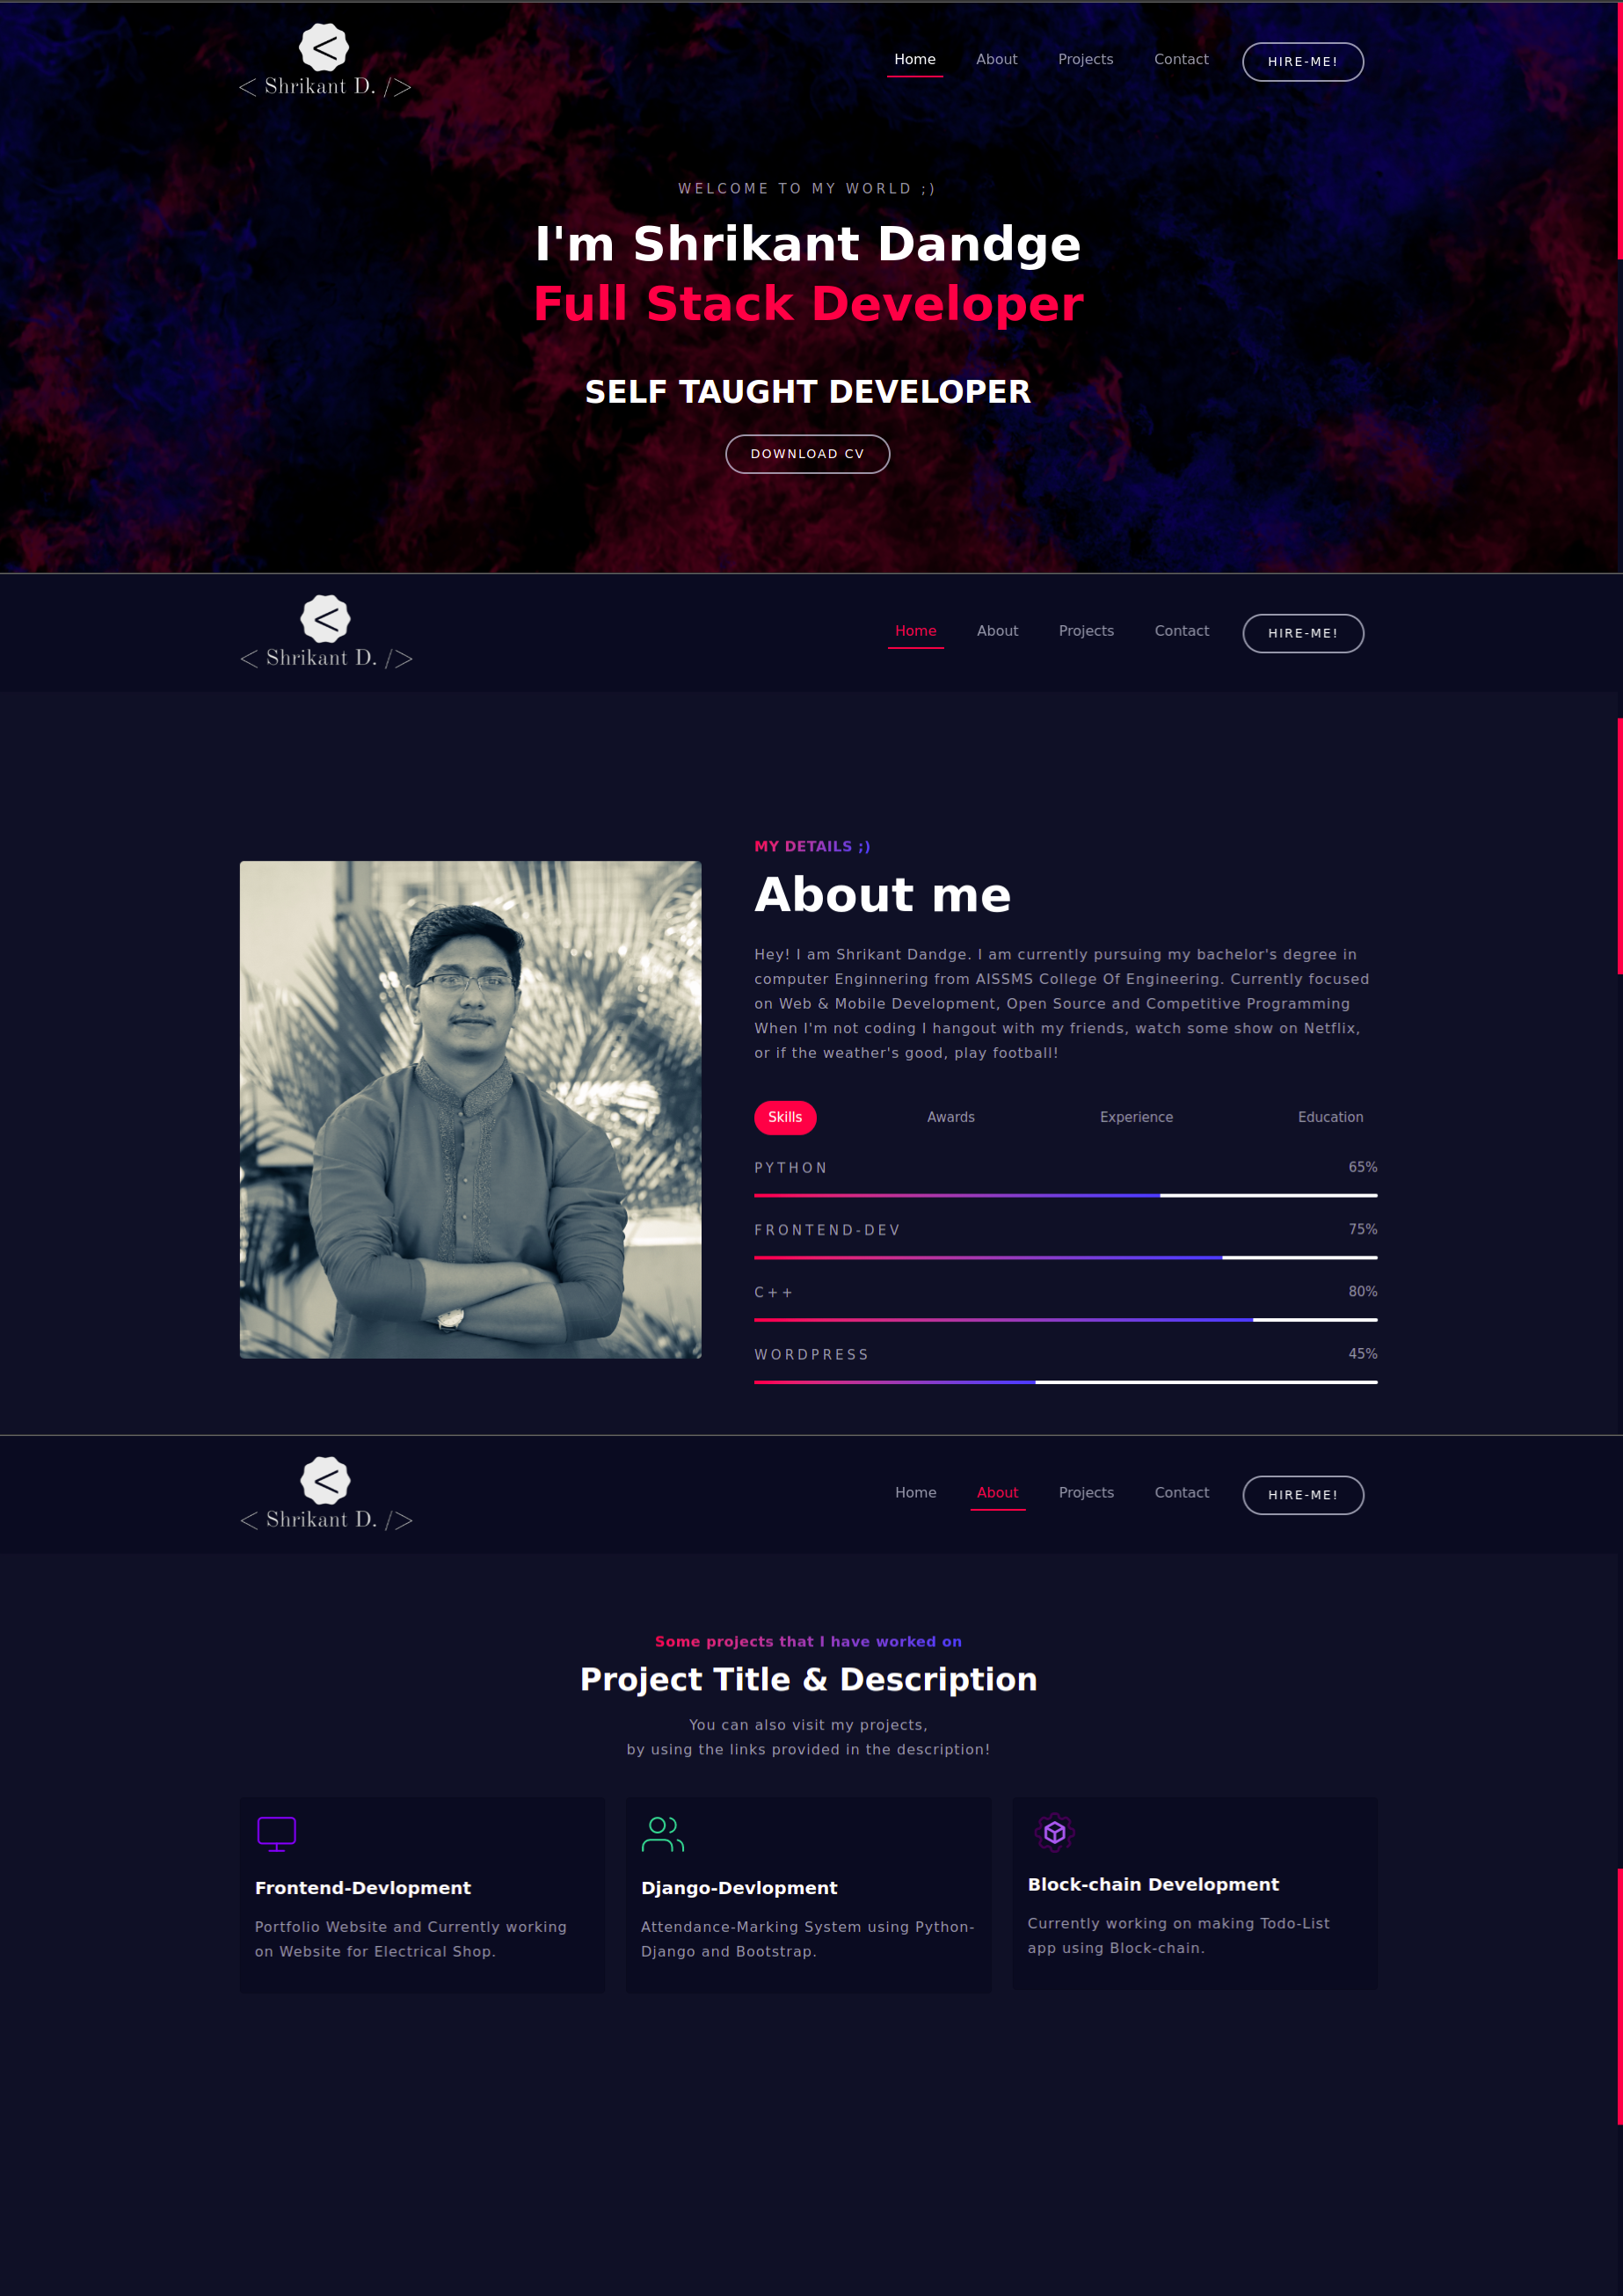 <
< Shrikant D. />
Home About Projects Contact HIRE-ME!
WELCOME TO MY WORLD ;)
I'm Shrikant Dandge
Full Stack Developer
SELF TAUGHT DEVELOPER
DOWNLOAD CV
<
< Shrikant D. />
Home About Projects Contact HIRE-ME!
MY DETAILS ;)
About me
Hey! I am Shrikant Dandge. I am currently pursuing my bachelor's degree in
computer Enginnering from AISSMS College Of Engineering. Currently focused
on Web & Mobile Development, Open Source and Competitive Programming
When I'm not coding I hangout with my friends, watch some show on Netflix,
or if the weather's good, play football!
Skills Awards Experience Education
PYTHON 65%
FRONTEND-DEV 75%
C++ 80%
WORDPRESS 45%
<
< Shrikant D. />
Home About Projects Contact HIRE-ME!
Some projects that I have worked on
Project Title & Description
You can also visit my projects,
by using the links provided in the description!
Frontend-Devlopment
Portfolio Website and Currently working
on Website for Electrical Shop.
Django-Devlopment
Attendance-Marking System using Python-
Django and Bootstrap.
Block-chain Development
Currently working on making Todo-List
app using Block-chain.